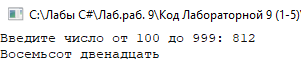 C:\Лабы C#\Лаб.раб. 9\Код Лабораторной 9 (1-5)
Введите число от 100 до 999: 812
Восемьсот двенадцать